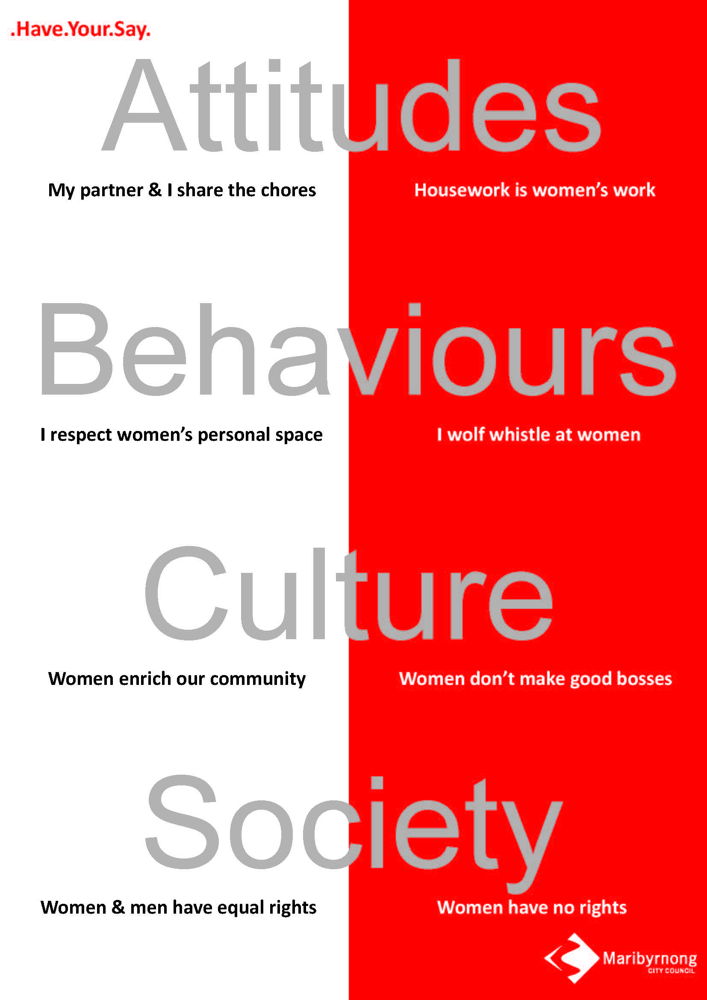 .Have.Your.Say.
Attitudes
My partner & I share the chores
Housework is women's work
Behaviours
I respect women's personal space
I wolf whistle at women
Culture
Women enrich our community
Women don't make good bosses
Society
Women & men have equal rights
Women have no rights
Maribyrnong
CITY COUNCIL